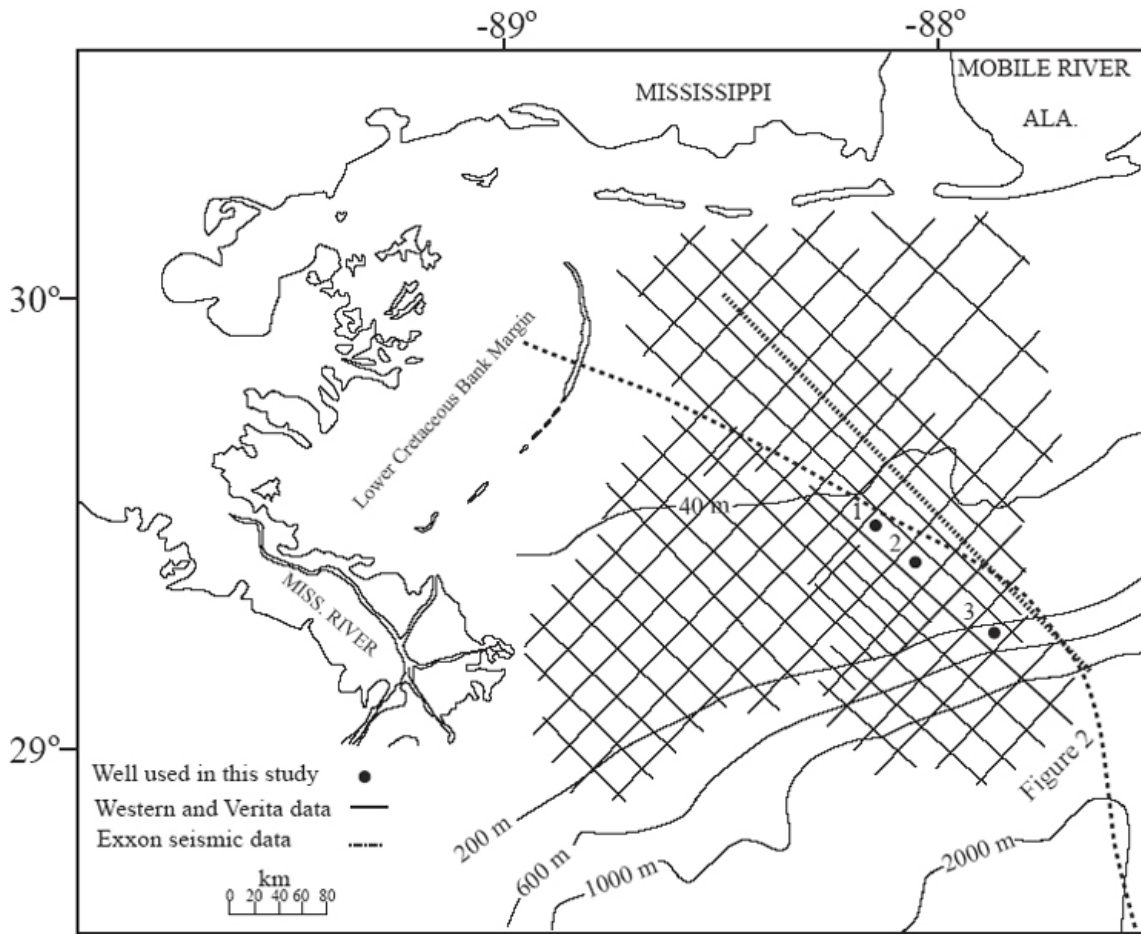 -89º
-88º
MISSISSIPPI
MOBILE RIVER
ALA.
30º
Lower Cretaceous Bank Margin
40 m
1
2
3
MISS. RIVER
29º
Figure 2
Well used in this study
Western and Verita data
Exxon seismic data
km
0 20 40 60 80
200 m
600 m
1000 m
2000 m